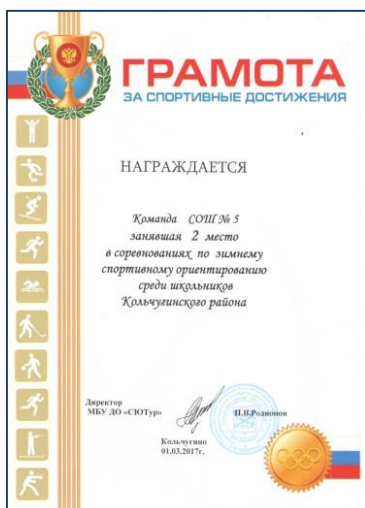 ГРАМОТА
ЗА СПОРТИВНЫЕ ДОСТИЖЕНИЯ
НАГРАЖДАЕТСЯ
Команда СОШ № 5
занявшая 2 место
в соревнованиях по зимнему
спортивному ориентированию
среди школьников
Кольчугинского района
Директор
МБУ ДО «СЮТур»
П.В.Родионов
Кольчугино
01.03.2017г.